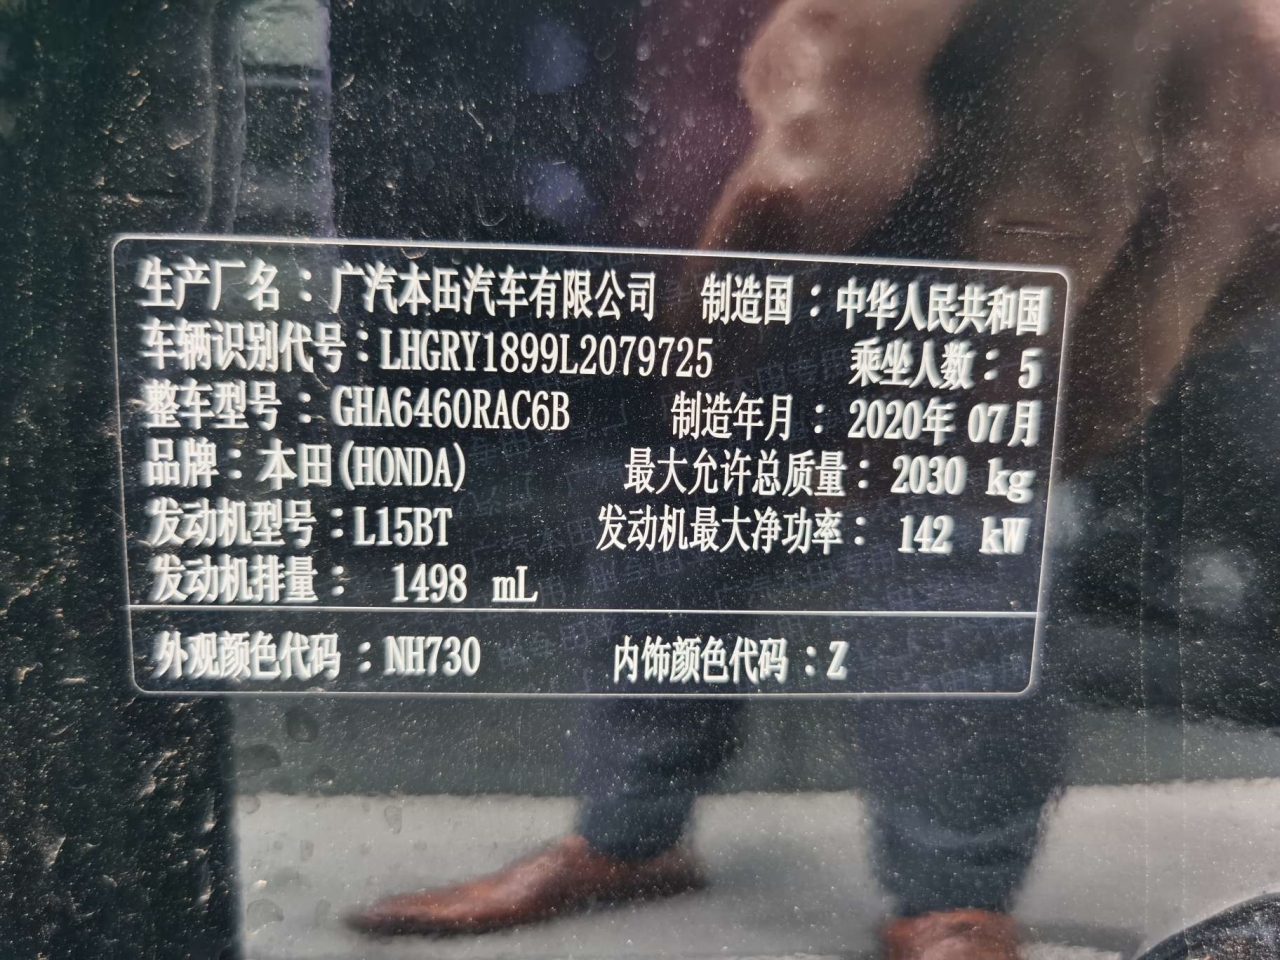 生产厂名：广汽本田汽车有限公司 制造国：中华人民共和国
车辆识别代号：LHGRY1899L2079725 乘坐人数：5
整车型号：GHA6460RAC6B 制造年月：2020年 07月
品牌：本田(HONDA) 最大允许总质量：2030 kg
发动机型号：L15BT 发动机最大净功率：142 kW
发动机排量：1498 mL
外观颜色代码：NH730 内饰颜色代码：Z